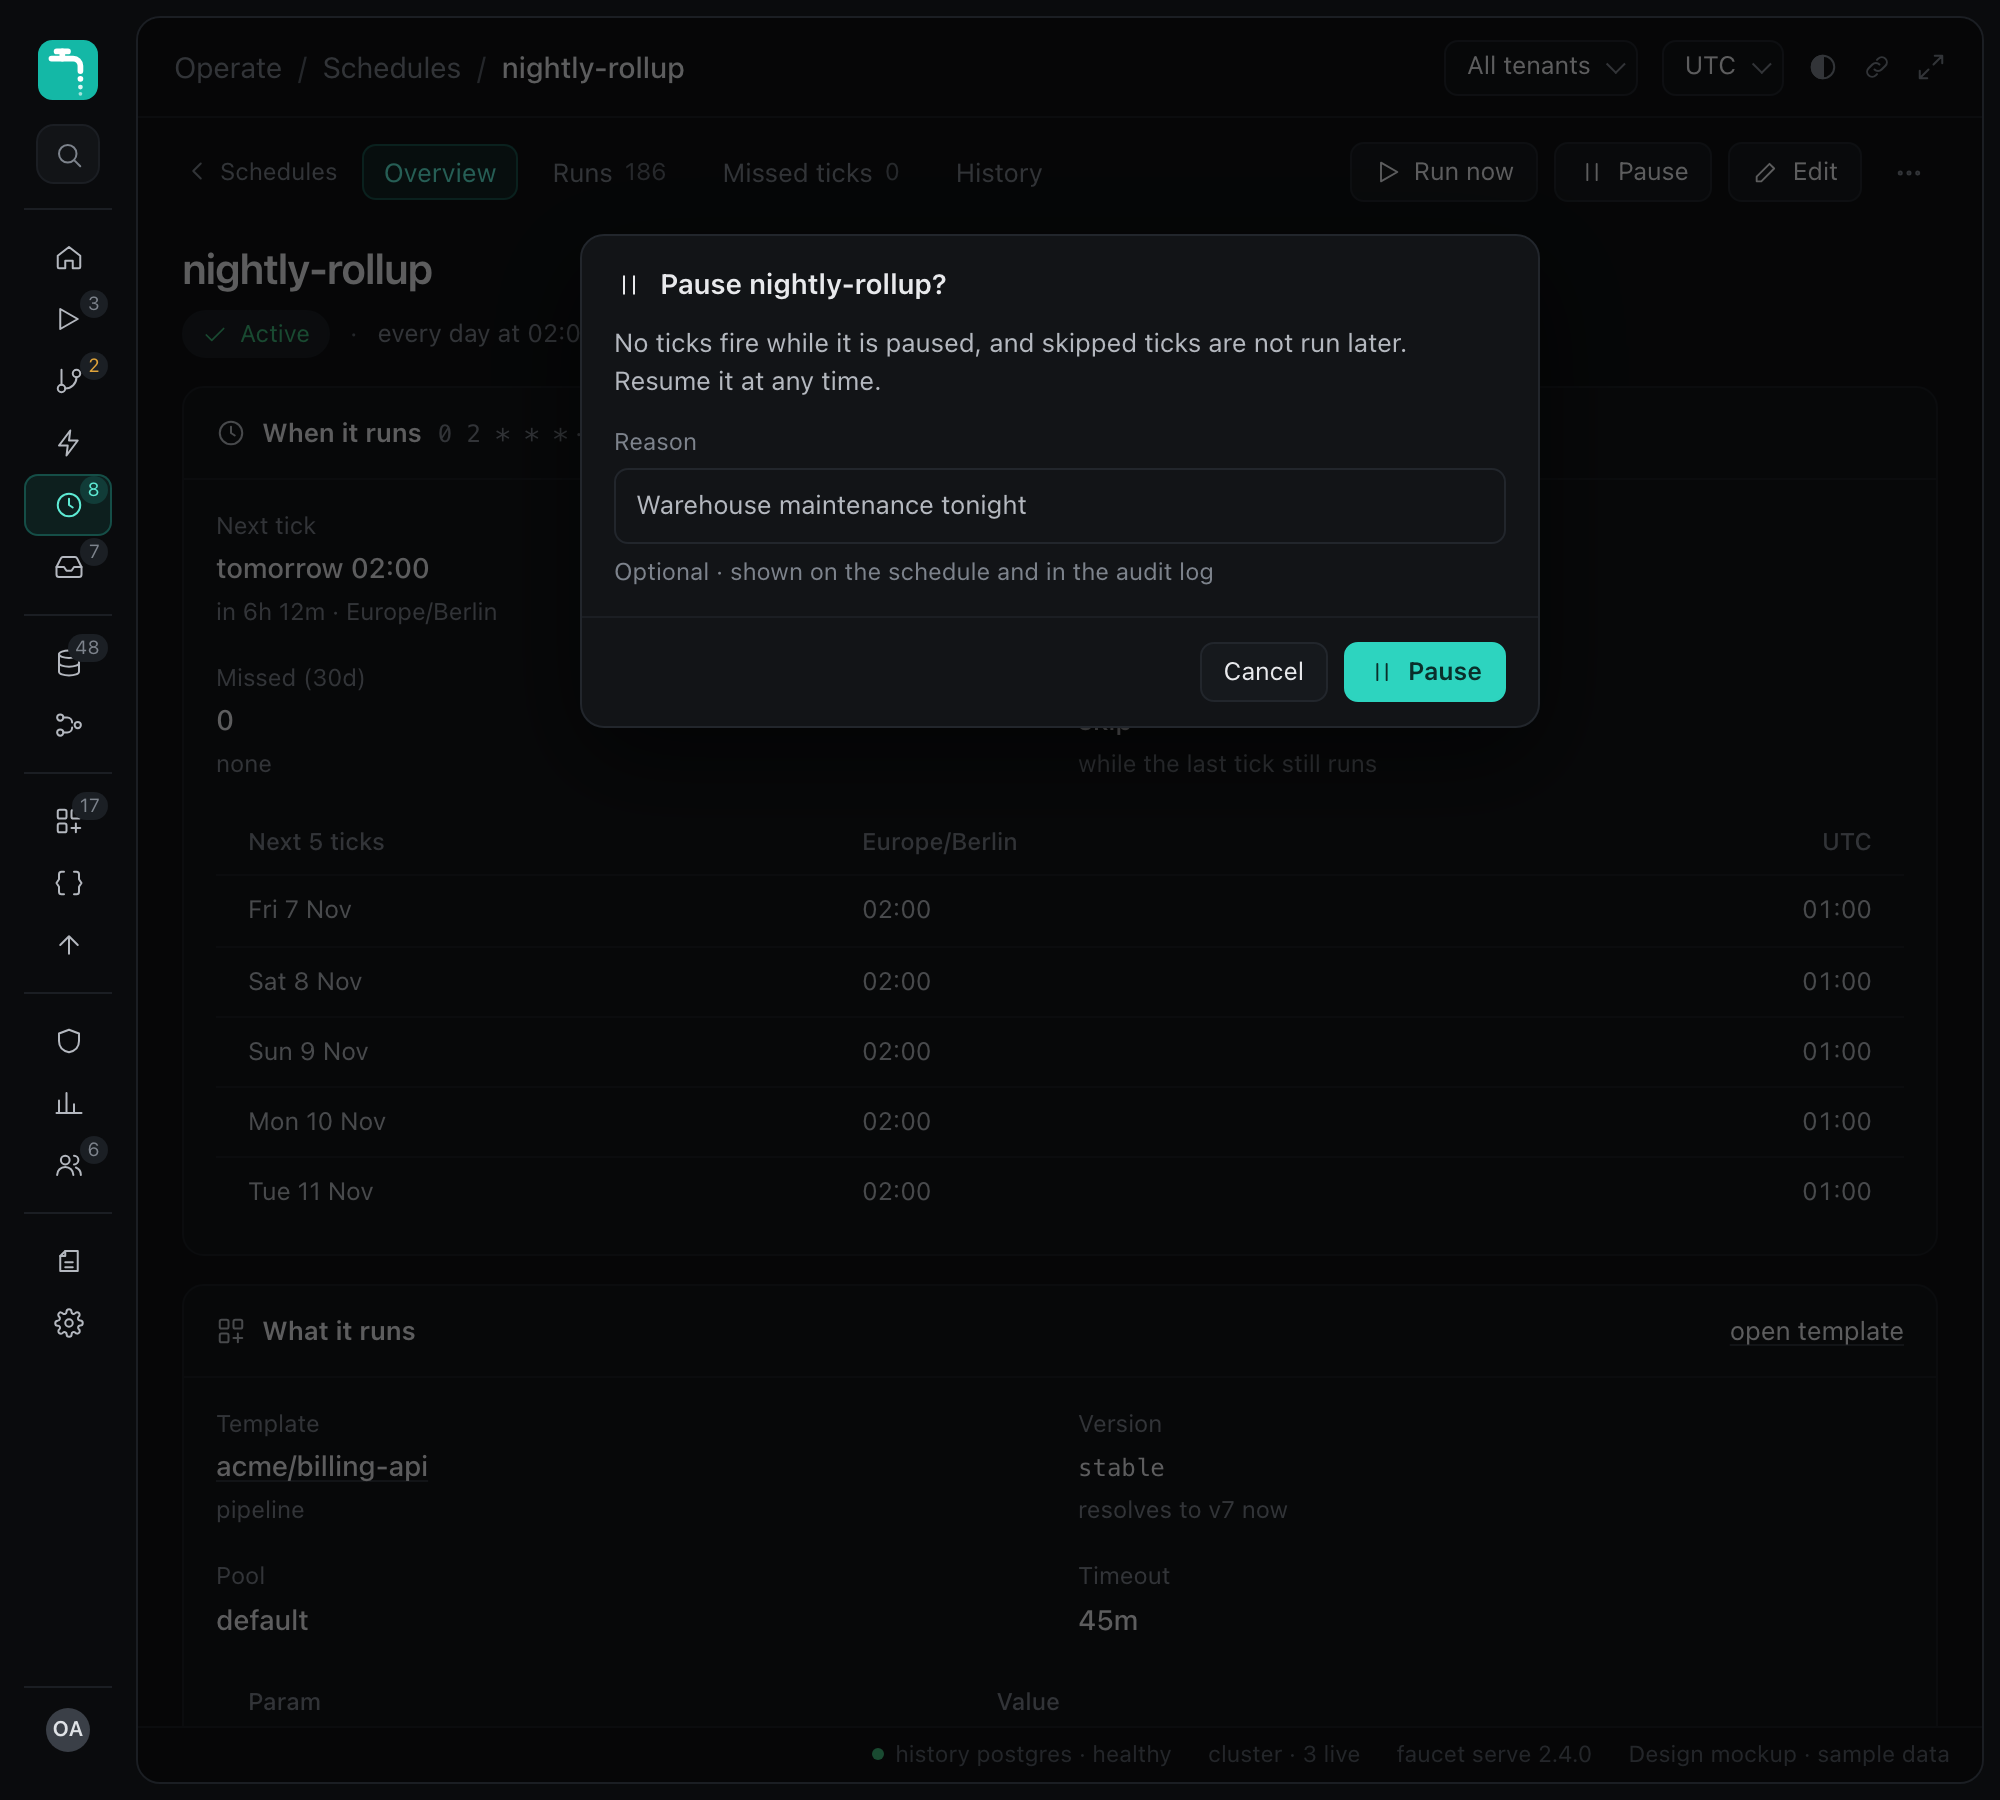 Operate / Schedules / nightly-rollup
All tenants
UTC
Schedules
Overview
Runs 186
Missed ticks 0
History
Run now
Pause
Edit
3
2
8
7
48
17
6
OA
nightly-rollup
Active · every day at 02:0
When it runs 0 2 * * *
Next tick
tomorrow 02:00
in 6h 12m · Europe/Berlin
Missed (30d)
0
none
Pause nightly-rollup?
No ticks fire while it is paused, and skipped ticks are not run later.
Resume it at any time.
Reason
Warehouse maintenance tonight
Optional · shown on the schedule and in the audit log
Cancel
Pause
while the last tick still runs
Next 5 ticks Europe/Berlin UTC
Fri 7 Nov 02:00 01:00
Sat 8 Nov 02:00 01:00
Sun 9 Nov 02:00 01:00
Mon 10 Nov 02:00 01:00
Tue 11 Nov 02:00 01:00
What it runs
open template
Template
acme/billing-api
pipeline
Version
stable
resolves to v7 now
Pool
default
Timeout
45m
Param Value
history postgres · healthy
cluster · 3 live
faucet serve 2.4.0
Design mockup · sample data